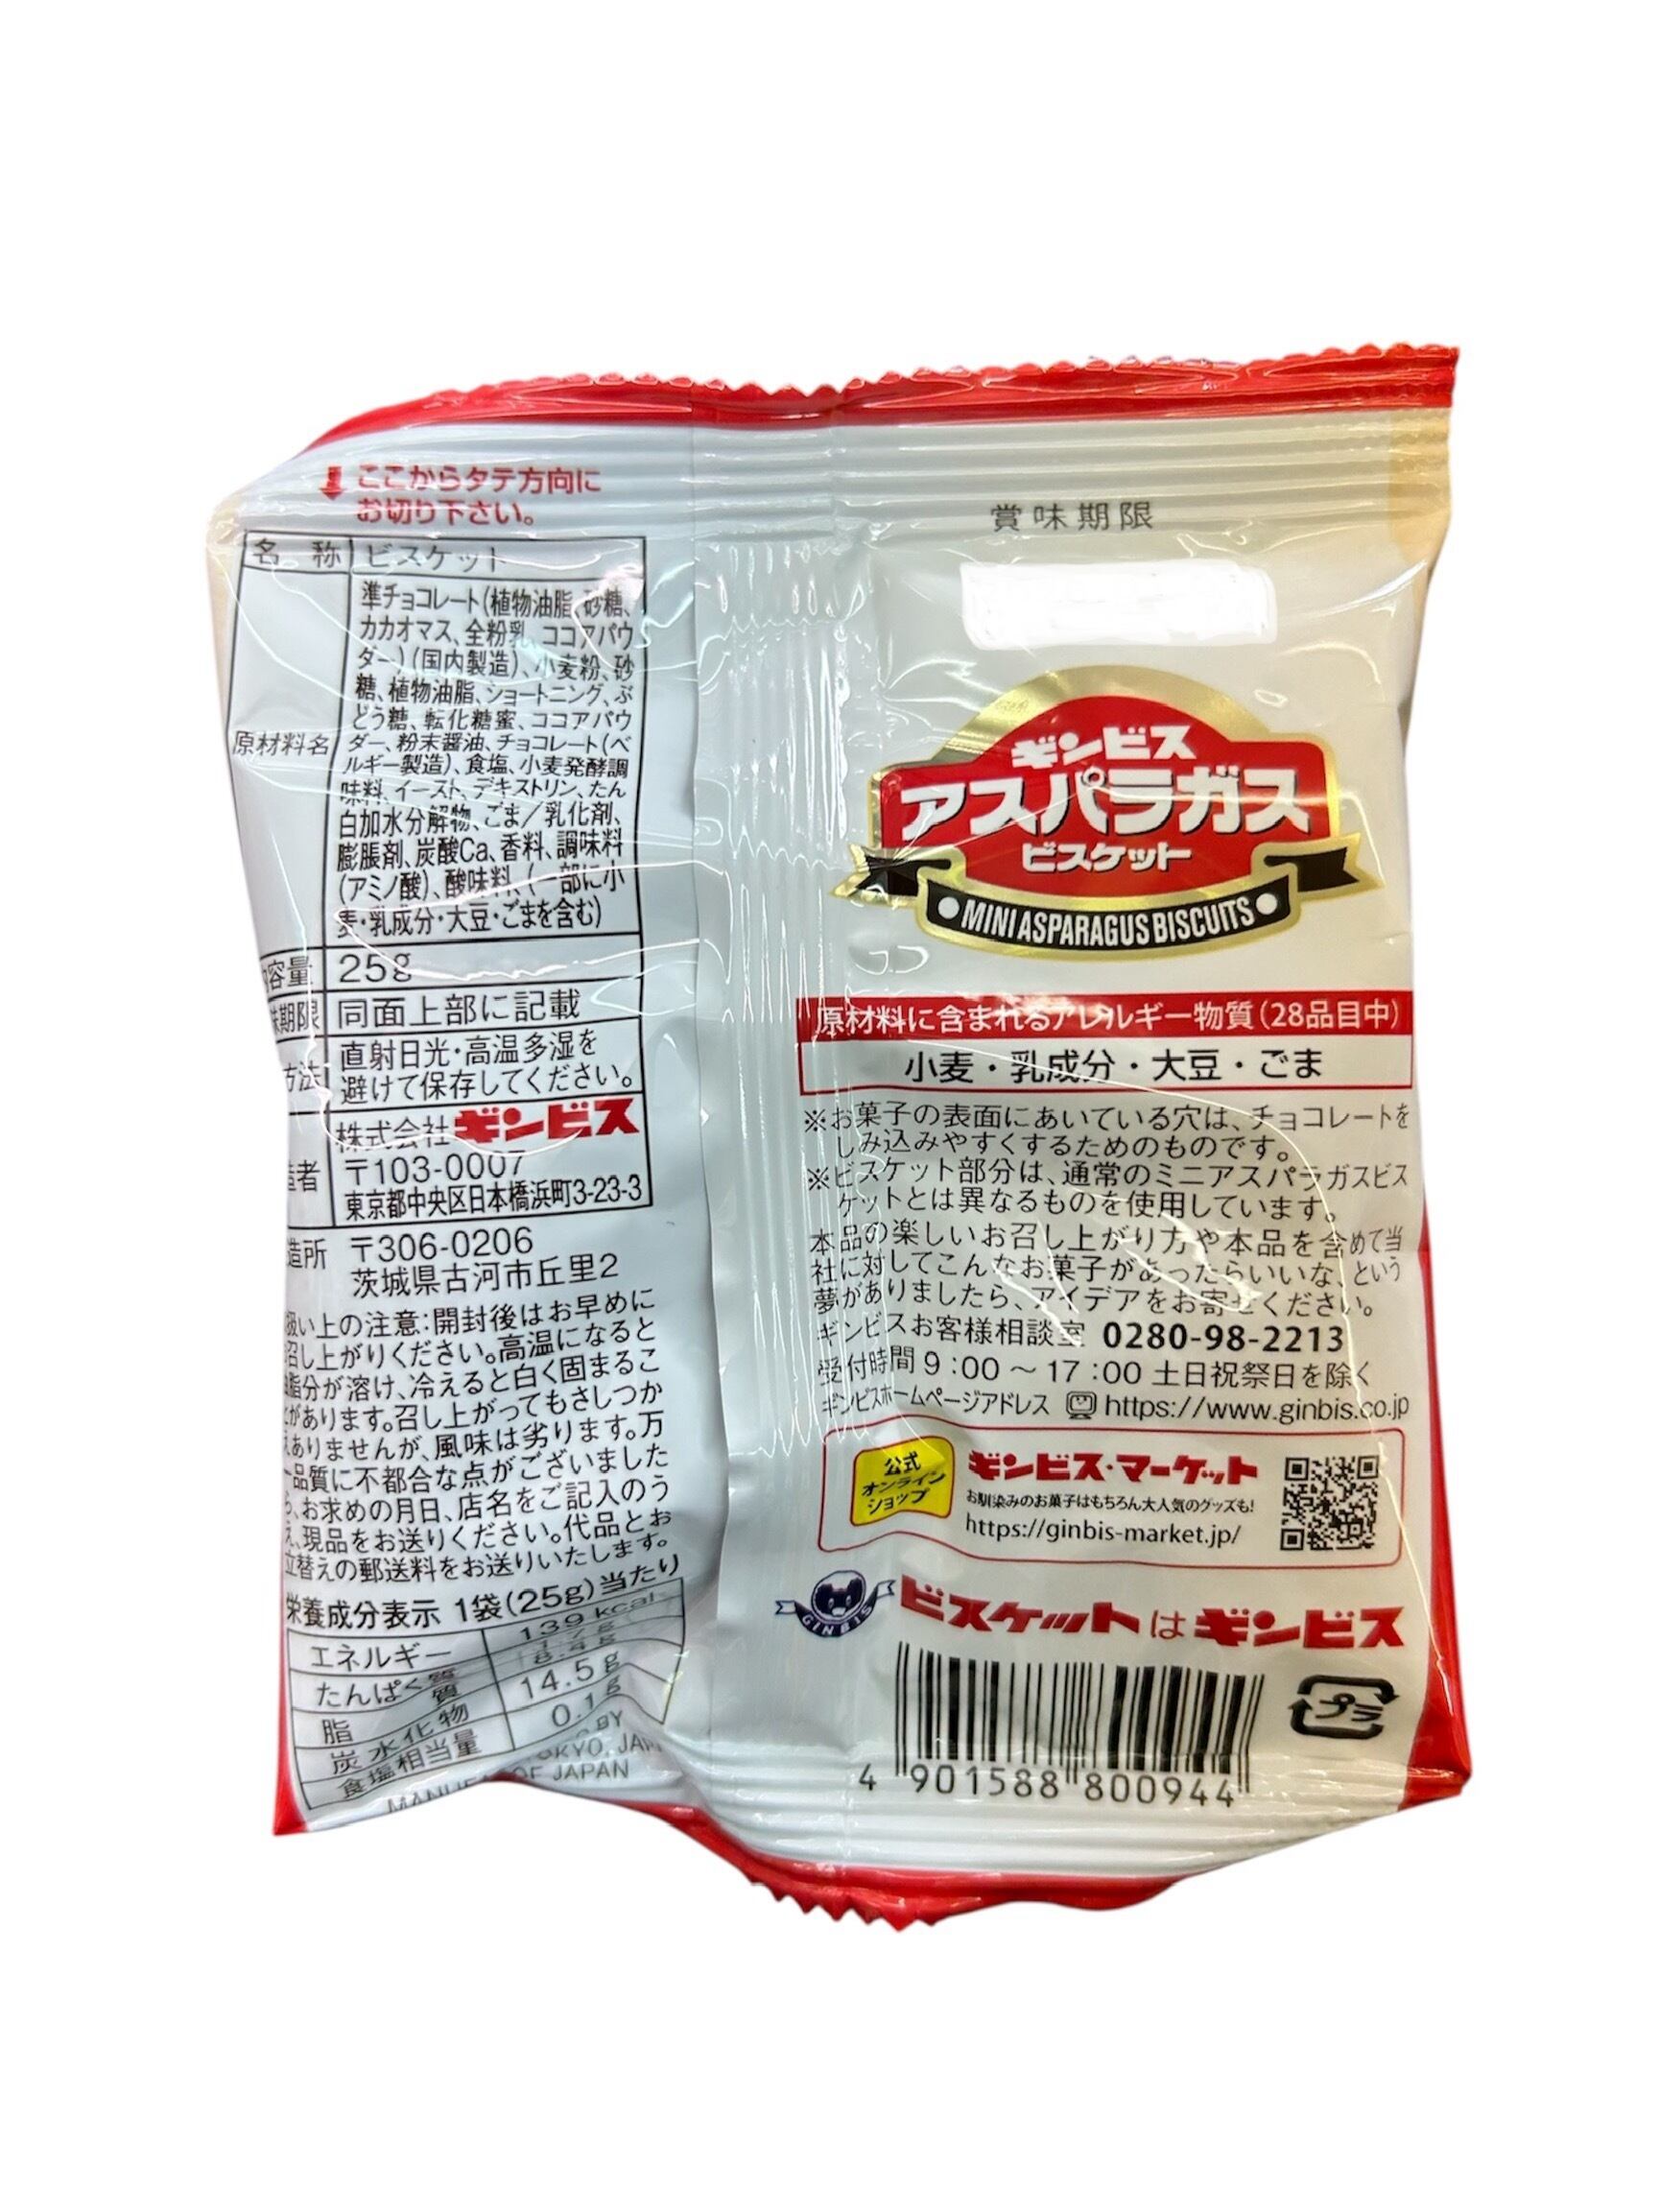 ここからタテ方向に
お切り下さい。
名 称 ビスケット
原材料名
準チョコレート(植物油脂、砂糖、
カカオマス、全粉乳、ココアパウ
ダー)(国内製造)、小麦粉、砂
糖、植物油脂、ショートニング、ぶ
どう糖、転化糖蜜、ココアパウ
ダー、粉末醤油、チョコレート(ベ
ルギー製造)、食塩、小麦発酵調
味料、イースト、デキストリン、たん
白加水分解物、ごま/乳化剤、
膨脹剤、炭酸Ca、香料、調味料
(アミノ酸)、酸味料、(一部に小
麦・乳成分・大豆・ごまを含む)
容量 25g
期限 同面上部に記載
方法 直射日光・高温多湿を
避けて保存してください。
造者 株式会社ギンビス
〒103-0007
東京都中央区日本橋浜町3-23-3
造所 〒306-0206
茨城県古河市丘里2
扱い上の注意:開封後はお早めに
召し上がりください。高温になると
脂分が溶け、冷えると白く固まるこ
とがあります。召し上がってもさしつか
えありませんが、風味は劣ります。万
一品質に不都合な点がございました
ら、お求めの月日、店名をご記入のう
え、現品をお送りください。代品とお
立替えの郵送料をお送りいたします。
栄養成分表示 1袋(25g)当たり
エネルギー 139 kcal
たんぱく質 1.7g
脂 質 8.4g
炭水化物 14.5g
食塩相当量 0.1g
BY
OKYO, JAP
OF JAPAN
賞味期限
ギンビス
アスパラガス
ビスケット
MINI ASPARAGUS BISCUITS
原材料に含まれるアレルギー物質(28品目中)
小麦・乳成分・大豆・ごま
※お菓子の表面にあいている穴は、チョコレートを
しみ込みやすくするためのものです。
※ビスケット部分は、通常のミニアスパラガスビス
ケットとは異なるものを使用しています。
本品の楽しいお召し上がり方や本品を含めて当
社に対してこんなお菓子があったらいいな、という
夢がありましたら、アイデアをお寄せください。
ギンビスお客様相談室 0280-98-2213
受付時間 9:00～17:00 土日祝祭日を除く
ギンビスホームページアドレス https://www.ginbis.co.jp
公式
オンライン
ショップ
ギンビス・マーケット
お馴染みのお菓子はもちろん大人気のグッズも!
https://ginbis-market.jp/
GINBIS
ビスケットはギンビス
プラ
4 901588 800944